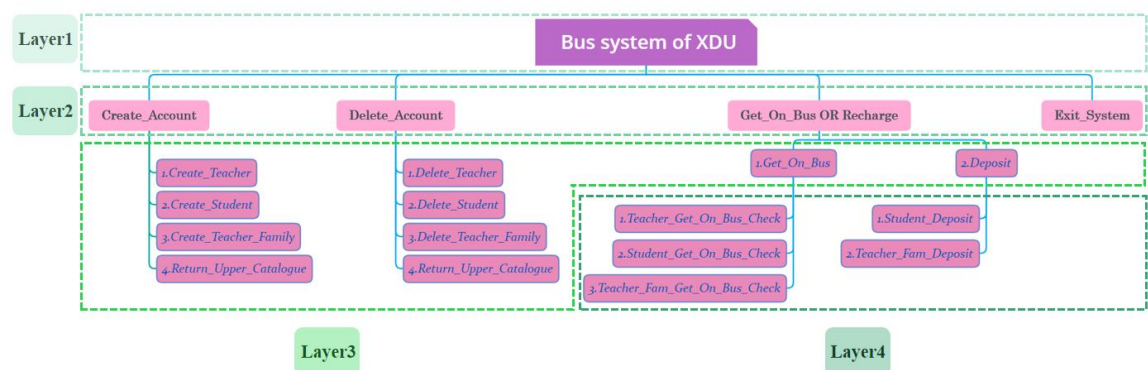 Layer1
Bus system of XDU
Layer2
Create_Account
Delete_Account
Get_On_Bus OR Recharge
Exit_System
1.Create_Teacher
2.Create_Student
3.Create_Teacher_Family
4.Return_Upper_Catalogue
1.Delete_Teacher
2.Delete_Student
3.Delete_Teacher_Family
4.Return_Upper_Catalogue
1.Get_On_Bus
2.Deposit
1.Teacher_Get_On_Bus_Check
2.Student_Get_On_Bus_Check
3.Teacher_Fam_Get_On_Bus_Check
1.Student_Deposit
2.Teacher_Fam_Deposit
Layer3
Layer4